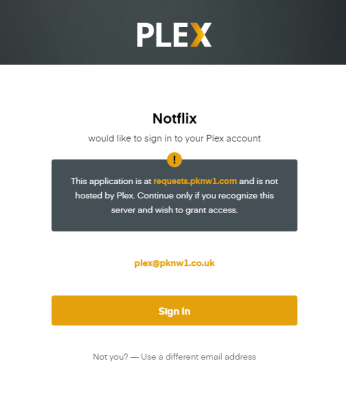 PLEX
Notflix
would like to sign in to your Plex account
!
This application is at requests.pknw1.com and is not
hosted by Plex. Continue only if you recognize this
server and wish to grant access.
plex@pknw1.co.uk
Sign In
Not you? — Use a different email address